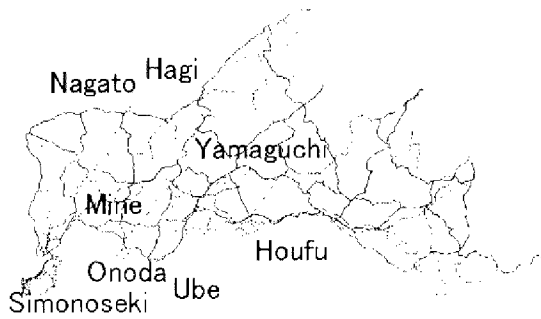 Hagi
Nagato
Yamaguchi
Mine
Houfu
Onoda
Ube
Simonoseki